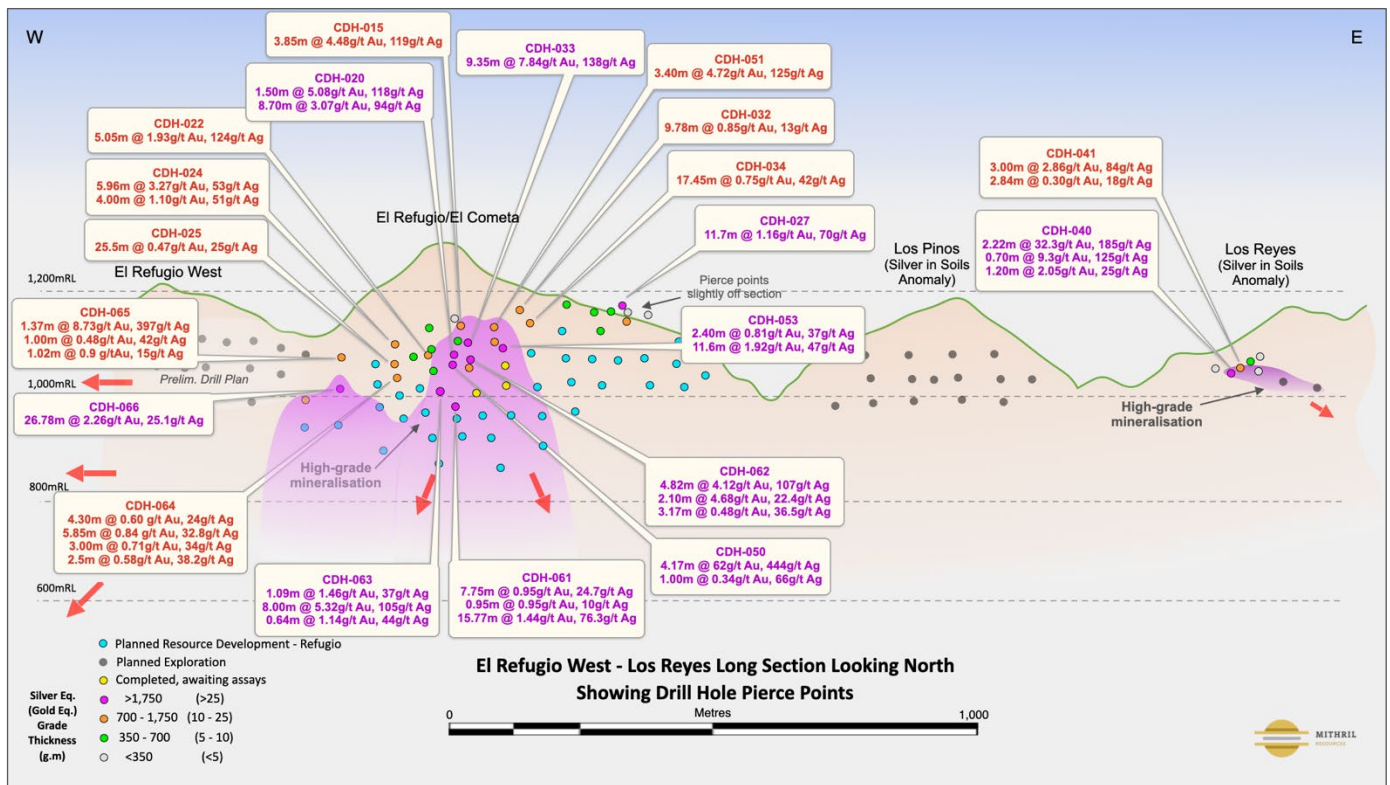 W
E
CDH-015
3.85m @ 4.48g/t Au, 119g/t Ag
CDH-033
9.35m @ 7.84g/t Au, 138g/t Ag
CDH-051
3.40m @ 4.72g/t Au, 125g/t Ag
CDH-020
1.50m @ 5.08g/t Au, 118g/t Ag
8.70m @ 3.07g/t Au, 94g/t Ag
CDH-032
9.78m @ 0.85g/t Au, 13g/t Ag
CDH-022
5.05m @ 1.93g/t Au, 124g/t Ag
CDH-034
17.45m @ 0.75g/t Au, 42g/t Ag
CDH-041
3.00m @ 2.86g/t Au, 84g/t Ag
2.84m @ 0.30g/t Au, 18g/t Ag
CDH-024
5.96m @ 3.27g/t Au, 53g/t Ag
4.00m @ 1.10g/t Au, 51g/t Ag
El Refugio/El Cometa
CDH-027
11.7m @ 1.16g/t Au, 70g/t Ag
CDH-025
25.5m @ 0.47g/t Au, 25g/t Ag
CDH-040
2.22m @ 32.3g/t Au, 185g/t Ag
0.70m @ 9.3g/t Au, 125g/t Ag
1.20m @ 2.05g/t Au, 25g/t Ag
Los Pinos
(Silver in Soils
Anomaly)
Los Reyes
(Silver in Soils
Anomaly)
El Refugio West
1,200mRL
Pierce points
slightly off section
CDH-065
1.37m @ 8.73g/t Au, 397g/t Ag
1.00m @ 0.48g/t Au, 42g/t Ag
1.02m @ 0.9 g/tAu, 15g/t Ag
CDH-053
2.40m @ 0.81g/t Au, 37g/t Ag
11.6m @ 1.92g/t Au, 47g/t Ag
Prelim. Drill Plan
1,000mRL
CDH-066
26.78m @ 2.26g/t Au, 25.1g/t Ag
High-grade
mineralisation
High-grade
mineralisation
CDH-062
4.82m @ 4.12g/t Au, 107g/t Ag
2.10m @ 4.68g/t Au, 22.4g/t Ag
3.17m @ 0.48g/t Au, 36.5g/t Ag
800mRL
CDH-064
4.30m @ 0.60 g/t Au, 24g/t Ag
5.85m @ 0.84 g/t Au, 32.8g/t Ag
3.00m @ 0.71g/t Au, 34g/t Ag
2.5m @ 0.58g/t Au, 38.2g/t Ag
CDH-050
4.17m @ 62g/t Au, 444g/t Ag
1.00m @ 0.34g/t Au, 66g/t Ag
600mRL
CDH-063
1.09m @ 1.46g/t Au, 37g/t Ag
8.00m @ 5.32g/t Au, 105g/t Ag
0.64m @ 1.14g/t Au, 44g/t Ag
CDH-061
7.75m @ 0.95g/t Au, 24.7g/t Ag
0.95m @ 0.95g/t Au, 10g/t Ag
15.77m @ 1.44g/t Au, 76.3g/t Ag
Planned Resource Development - Refugio
Planned Exploration
Completed, awaiting assays
Silver Eq.
(Gold Eq.)
Grade
Thickness
(g.m)
>1,750 (>25)
700 - 1,750 (10 - 25)
350 - 700 (5 - 10)
<350 (<5)
El Refugio West - Los Reyes Long Section Looking North
Showing Drill Hole Pierce Points
0 Metres 1,000
MITHRIL
RESOURCES